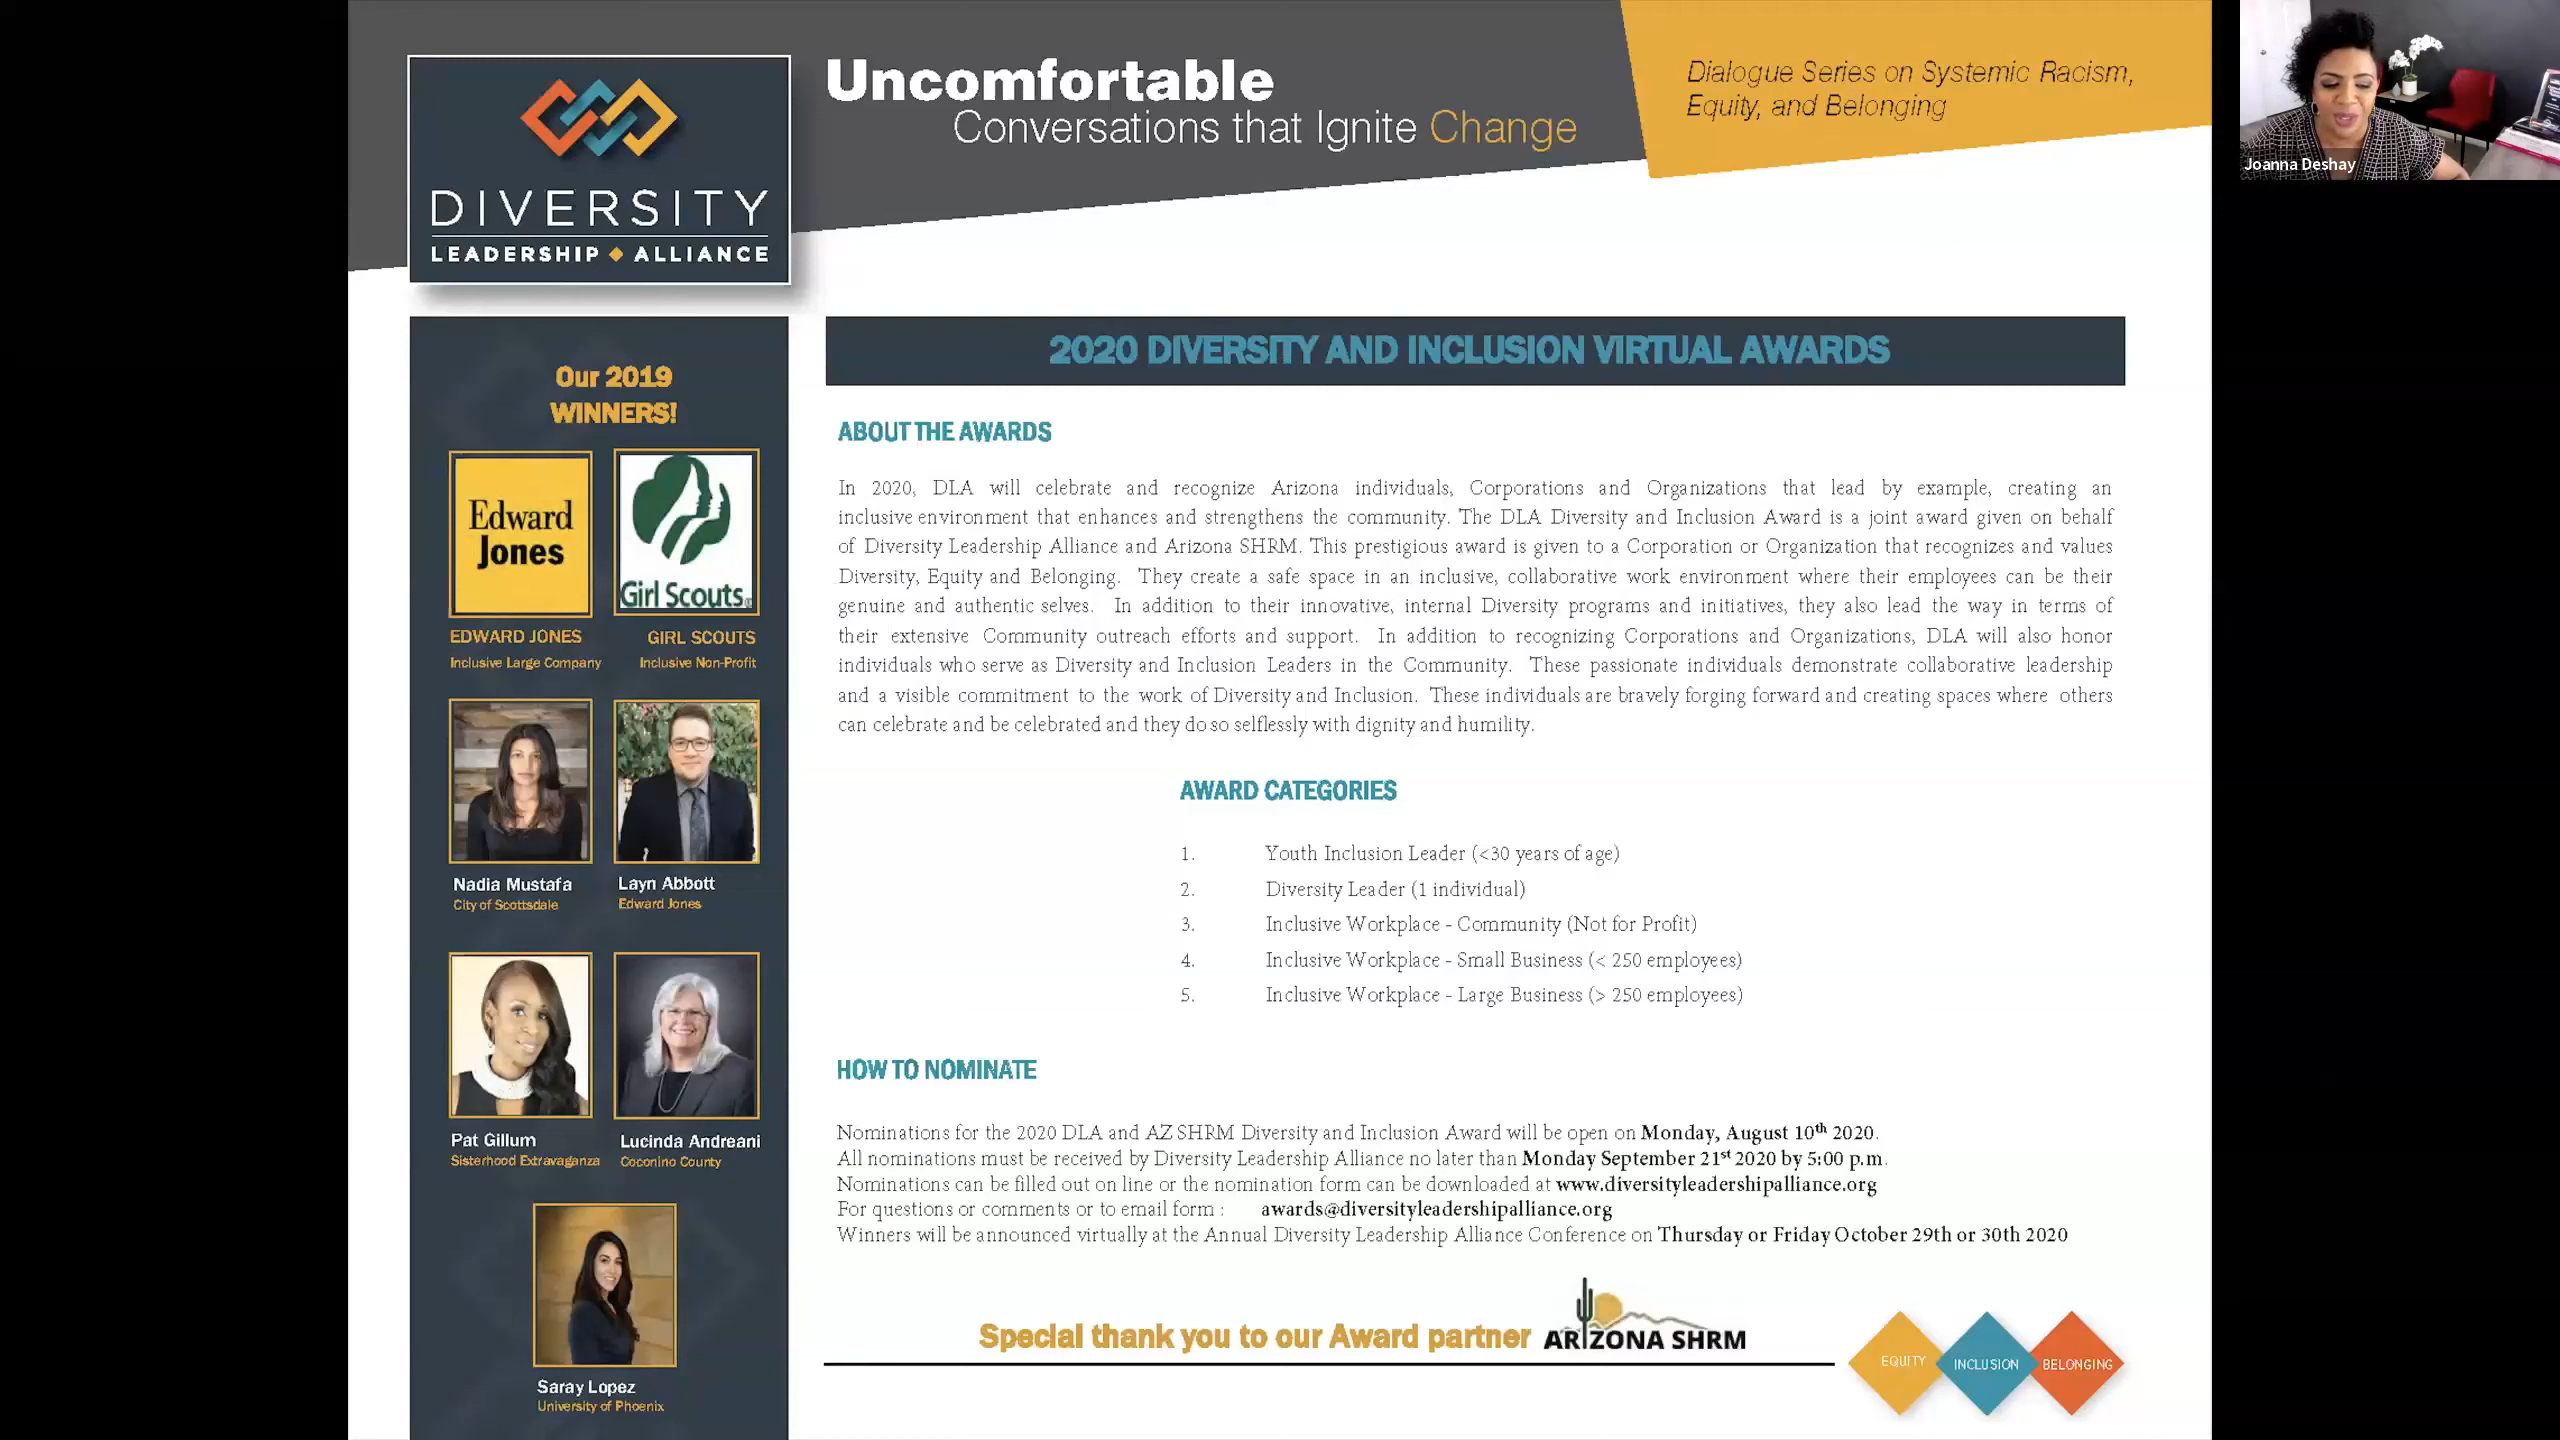 DIVERSITY
LEADERSHIP ◆ ALLIANCE
Uncomfortable
Conversations that Ignite Change
Dialogue Series on Systemic Racism,
Equity, and Belonging
Joanna Deshay
Our 2019
WINNERS!
Edward
Jones
Girl Scouts
EDWARD JONES
Inclusive Large Company
GIRL SCOUTS
Inclusive Non-Profit
Nadia Mustafa
City of Scottsdale
Layn Abbott
Edward Jones
Pat Gillum
Sisterhood Extravaganza
Lucinda Andreani
Coconino County
Saray Lopez
University of Phoenix
2020 DIVERSITY AND INCLUSION VIRTUAL AWARDS
ABOUT THE AWARDS
In 2020, DLA will celebrate and recognize Arizona individuals, Corporations and Organizations that lead by example, creating an
inclusive environment that enhances and strengthens the community. The DLA Diversity and Inclusion Award is a joint award given on behalf
of Diversity Leadership Alliance and Arizona SHRM. This prestigious award is given to a Corporation or Organization that recognizes and values
Diversity, Equity and Belonging. They create a safe space in an inclusive, collaborative work environment where their employees can be their
genuine and authentic selves. In addition to their innovative, internal Diversity programs and initiatives, they also lead the way in terms of
their extensive Community outreach efforts and support. In addition to recognizing Corporations and Organizations, DLA will also honor
individuals who serve as Diversity and Inclusion Leaders in the Community. These passionate individuals demonstrate collaborative leadership
and a visible commitment to the work of Diversity and Inclusion. These individuals are bravely forging forward and creating spaces where others
can celebrate and be celebrated and they do so selflessly with dignity and humility.
AWARD CATEGORIES
1. Youth Inclusion Leader (<30 years of age)
2. Diversity Leader (1 individual)
3. Inclusive Workplace - Community (Not for Profit)
4. Inclusive Workplace - Small Business (< 250 employees)
5. Inclusive Workplace - Large Business (> 250 employees)
HOW TO NOMINATE
Nominations for the 2020 DLA and AZ SHRM Diversity and Inclusion Award will be open on Monday, August 10th 2020.
All nominations must be received by Diversity Leadership Alliance no later than Monday September 21st 2020 by 5:00 p.m.
Nominations can be filled out on line or the nomination form can be downloaded at www.diversityleadershipalliance.org
For questions or comments or to email form : awards@diversityleadershipalliance.org
Winners will be announced virtually at the Annual Diversity Leadership Alliance Conference on Thursday or Friday October 29th or 30th 2020
Special thank you to our Award partner
ARIZONA SHRM
EQUITY
INCLUSION
BELONGING